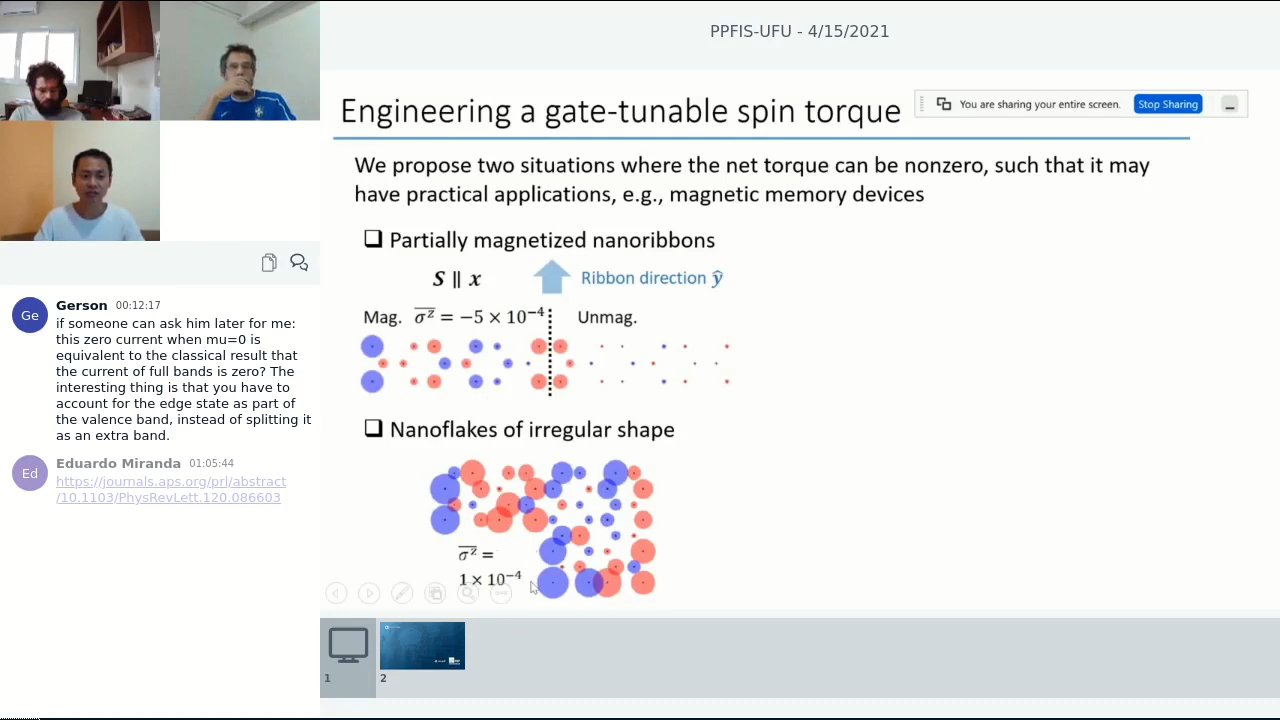 PPFIS-UFU - 4/15/2021
Engineering a gate-tunable spin torque
You are sharing your entire screen.
Stop Sharing
We propose two situations where the net torque can be nonzero, such that it may
have practical applications, e.g., magnetic memory devices
❑ Partially magnetized nanoribbons
S ∥ x
Ribbon direction ŷ
Mag. σ̅ᶻ = −5 × 10⁻⁴
Unmag.
❑ Nanoflakes of irregular shape
σ̅ᶻ =
1 × 10⁻⁴
Ge
Gerson 00:12:17
if someone can ask him later for me:
this zero current when mu=0 is
equivalent to the classical result that
the current of full bands is zero? The
interesting thing is that you have to
account for the edge state as part of
the valence band, instead of splitting it
as an extra band.
Ed
Eduardo Miranda 01:05:44
https://journals.aps.org/prl/abstract
/10.1103/PhysRevLett.120.086603
1
2